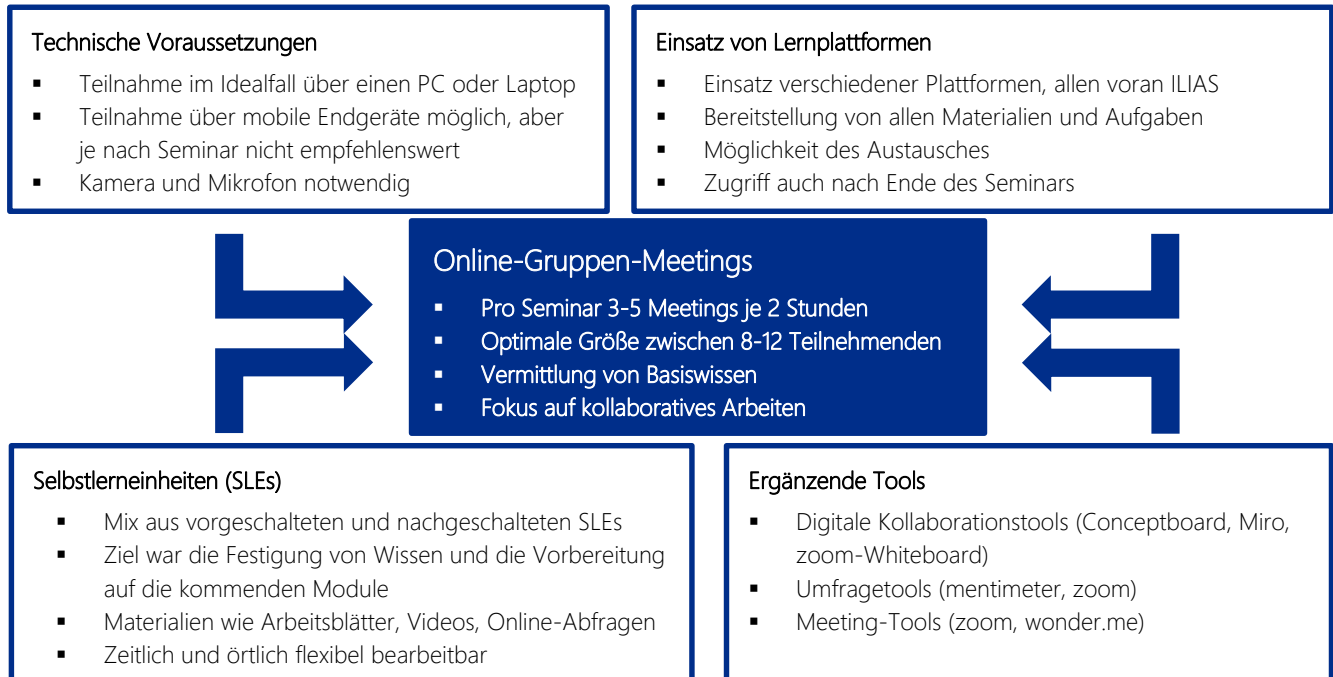 Technische Voraussetzungen
▪ Teilnahme im Idealfall über einen PC oder Laptop
▪ Teilnahme über mobile Endgeräte möglich, aber
je nach Seminar nicht empfehlenswert
▪ Kamera und Mikrofon notwendig
Einsatz von Lernplattformen
▪ Einsatz verschiedener Plattformen, allen voran ILIAS
▪ Bereitstellung von allen Materialien und Aufgaben
▪ Möglichkeit des Austausches
▪ Zugriff auch nach Ende des Seminars
Online-Gruppen-Meetings
▪ Pro Seminar 3-5 Meetings je 2 Stunden
▪ Optimale Größe zwischen 8-12 Teilnehmenden
▪ Vermittlung von Basiswissen
▪ Fokus auf kollaboratives Arbeiten
Selbstlerneinheiten (SLEs)
▪ Mix aus vorgeschalteten und nachgeschalteten SLEs
▪ Ziel war die Festigung von Wissen und die Vorbereitung
auf die kommenden Module
▪ Materialien wie Arbeitsblätter, Videos, Online-Abfragen
▪ Zeitlich und örtlich flexibel bearbeitbar
Ergänzende Tools
▪ Digitale Kollaborationstools (Conceptboard, Miro,
zoom-Whiteboard)
▪ Umfragetools (mentimeter, zoom)
▪ Meeting-Tools (zoom, wonder.me)